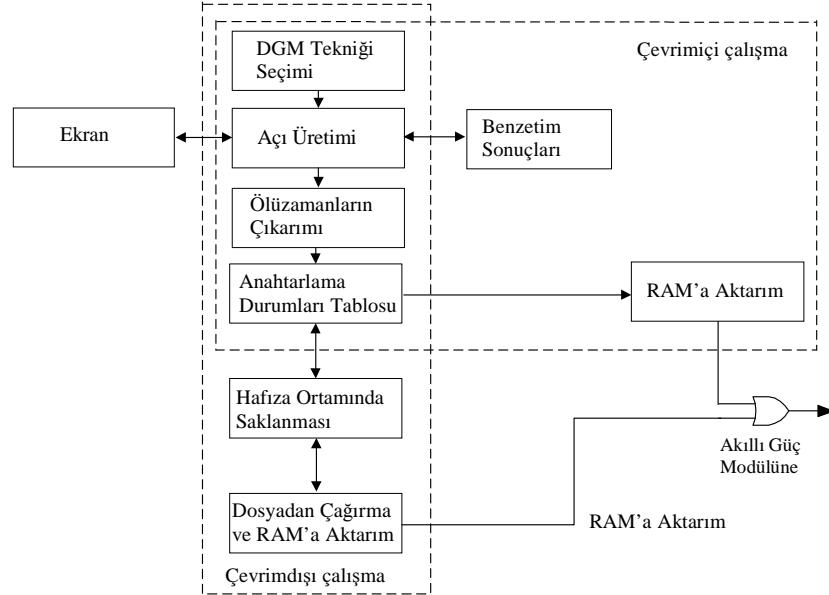 DGM Tekniği
Seçimi
Çevrimiçi çalışma
Ekran
Açı Üretimi
Benzetim
Sonuçları
Ölüzamanların
Çıkarımı
Anahtarlama
Durumları Tablosu
RAM'a Aktarım
Hafıza Ortamında
Saklanması
Akıllı Güç
Modülüne
Dosyadan Çağırma
ve RAM'a Aktarım
RAM'a Aktarım
Çevrimdışı çalışma